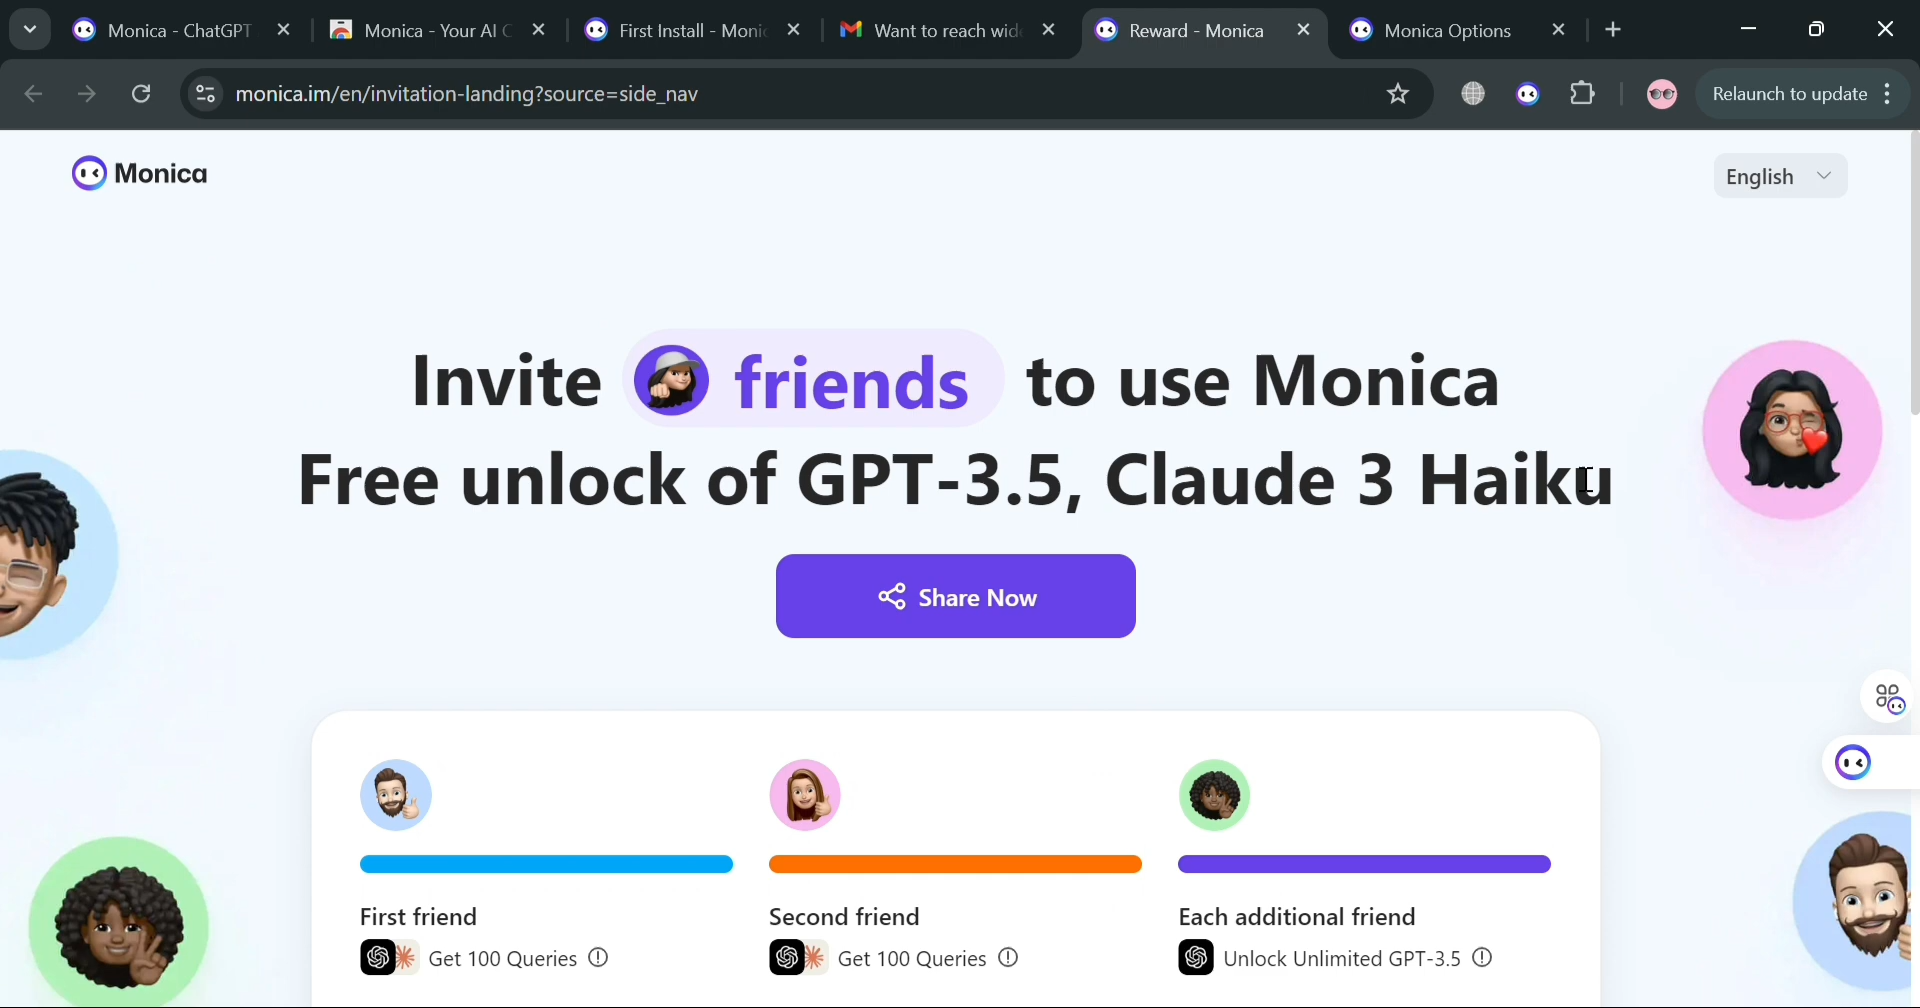 Monica - ChatGPT
Monica - Your AI C
First Install - Moni
Want to reach wid
Reward - Monica
Monica Options
monica.im/en/invitation-landing?source=side_nav
Relaunch to update
Monica
English
Invite friends to use Monica
Free unlock of GPT-3.5, Claude 3 Haiku
Share Now
First friend
Get 100 Queries
Second friend
Get 100 Queries
Each additional friend
Unlock Unlimited GPT-3.5